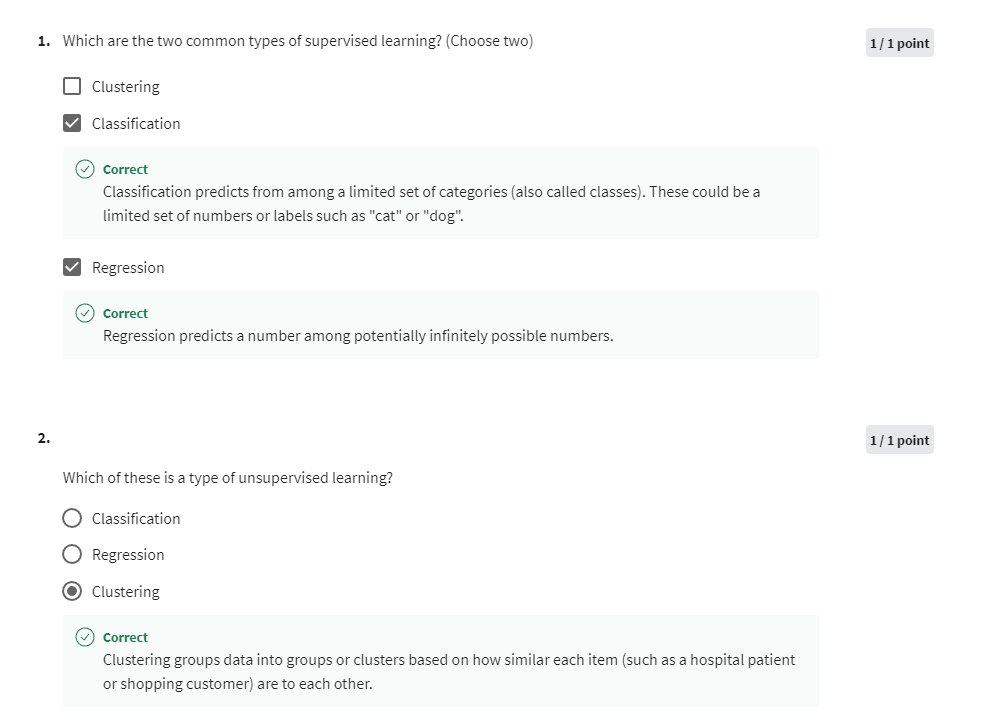 1. Which are the two common types of supervised learning? (Choose two)
1 / 1 point
Clustering
Classification
Correct
Classification predicts from among a limited set of categories (also called classes). These could be a
limited set of numbers or labels such as "cat" or "dog".
Regression
Correct
Regression predicts a number among potentially infinitely possible numbers.
2.
1 / 1 point
Which of these is a type of unsupervised learning?
Classification
Regression
Clustering
Correct
Clustering groups data into groups or clusters based on how similar each item (such as a hospital patient
or shopping customer) are to each other.